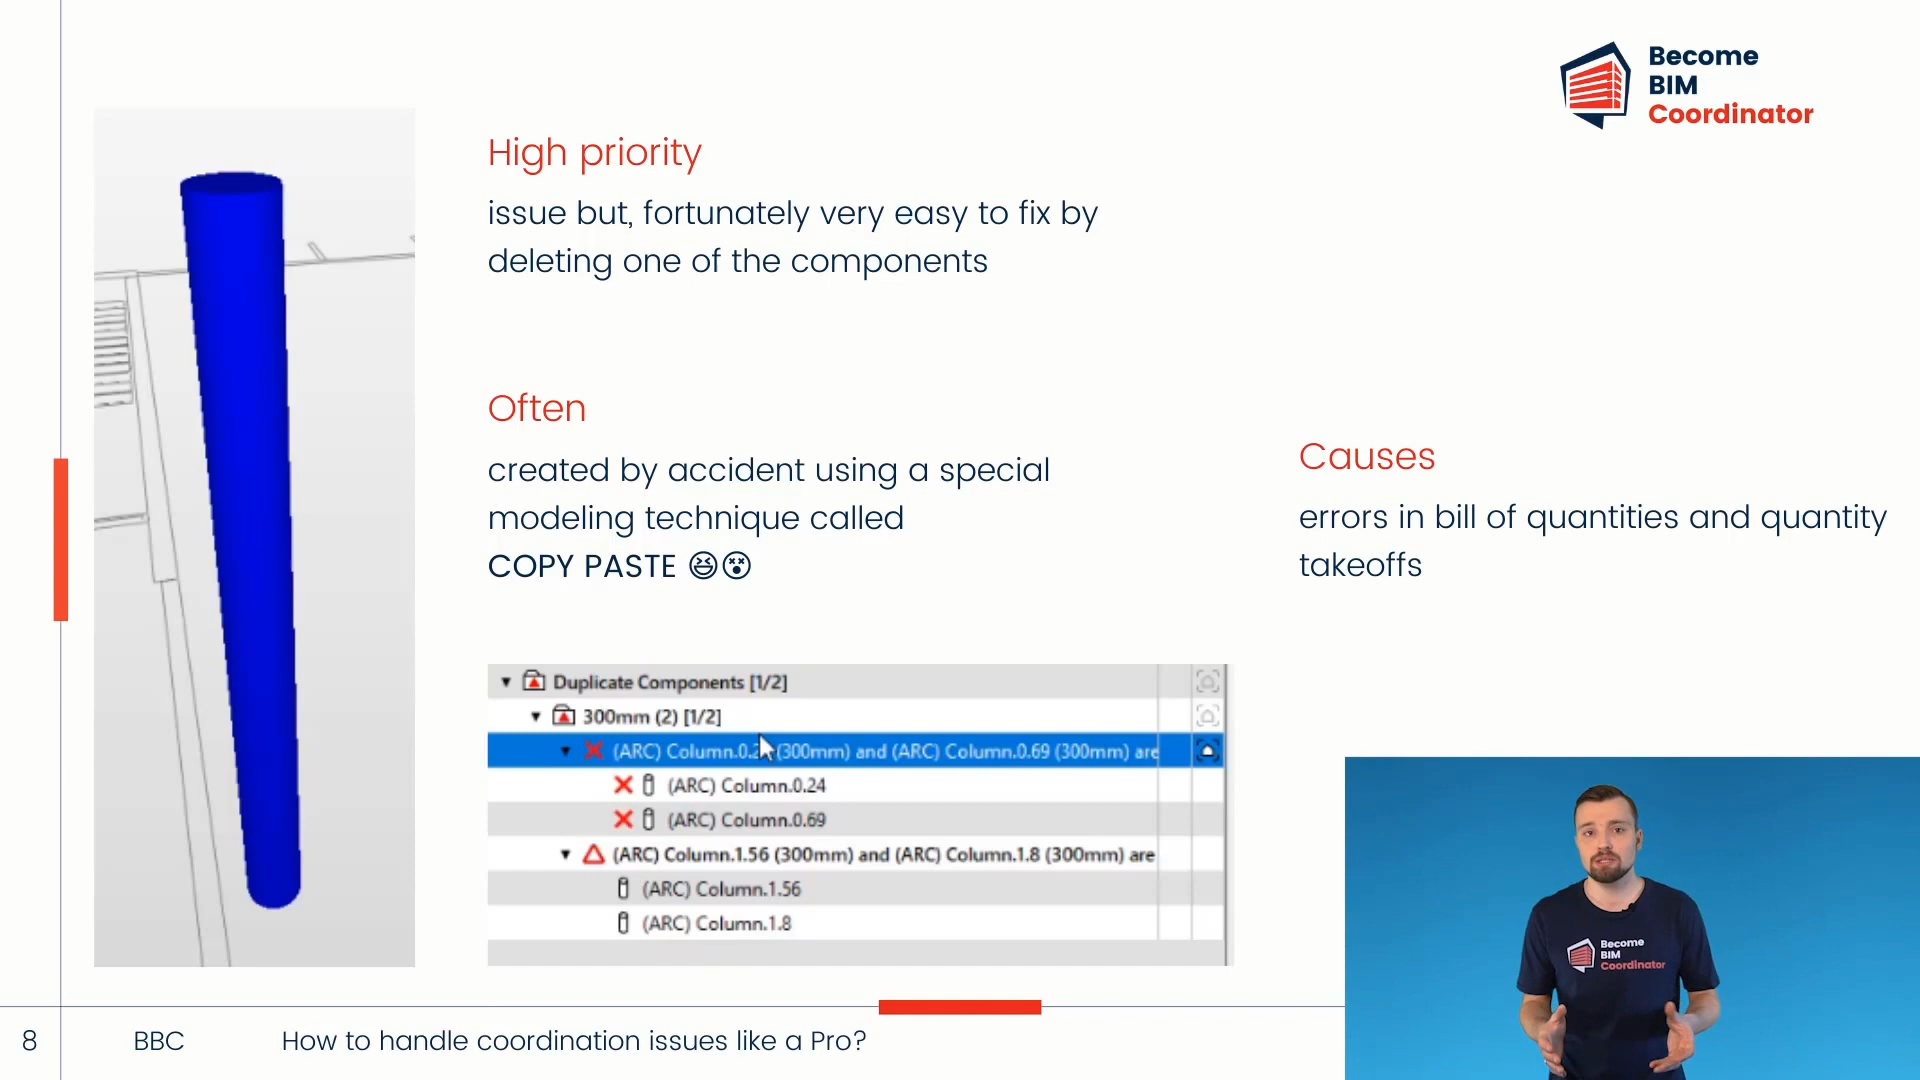 Become
BIM
Coordinator
High priority
issue but, fortunately very easy to fix by
deleting one of the components
Often
created by accident using a special
modeling technique called
COPY PASTE 😆😵
Causes
errors in bill of quantities and quantity
takeoffs
Duplicate Components [1/2]
300mm (2) [1/2]
(ARC) Column.0.2 (300mm) and (ARC) Column.0.69 (300mm) are
(ARC) Column.0.24
(ARC) Column.0.69
(ARC) Column.1.56 (300mm) and (ARC) Column.1.8 (300mm) are
(ARC) Column.1.56
(ARC) Column.1.8
Become
BIM
Coordinator
8 BBC How to handle coordination issues like a Pro?